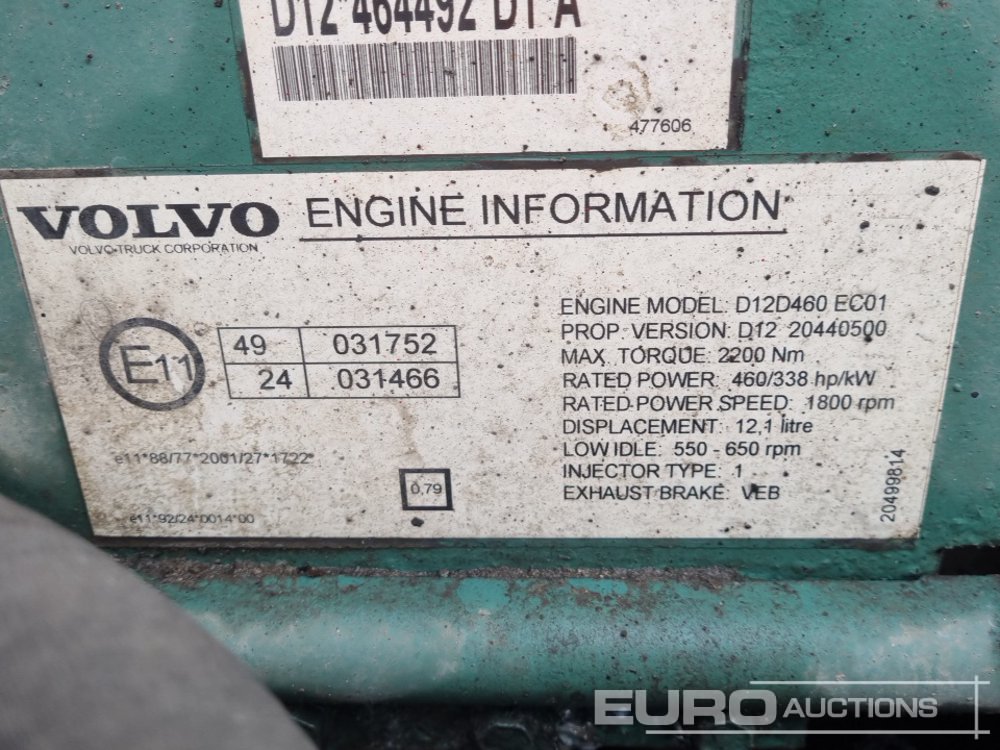 D12*464492*D1*A
477606
VOLVO
VOLVO TRUCK CORPORATION
ENGINE INFORMATION
E11
49 031752
24 031466
e11*88/77*2001/27*1722*
0,79
e11*92/24*0014*00
ENGINE MODEL: D12D460 EC01
PROP. VERSION: D12 20440500
MAX. TORQUE: 2200 Nm
RATED POWER: 460/338 hp/kW
RATED POWER SPEED: 1800 rpm
DISPLACEMENT: 12,1 litre
LOW IDLE: 550 - 650 rpm
INJECTOR TYPE: 1
EXHAUST BRAKE: VEB
20499814
EURO AUCTIONS